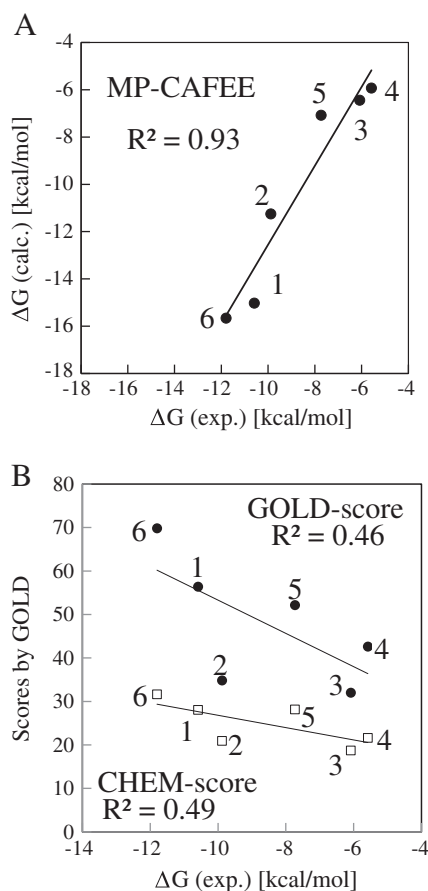 A
MP-CAFEE
R² = 0.93
ΔG (calc.) [kcal/mol]
-4
-6
-8
-10
-12
-14
-16
-18
5
4
3
2
1
6
-18 -16 -14 -12 -10 -8 -6 -4
ΔG (exp.) [kcal/mol]
B
GOLD-score
R² = 0.46
Scores by GOLD
80
70
60
50
40
30
20
10
0
6
1
5
2
4
3
6
1
2
5
4
3
CHEM-score
R² = 0.49
-14 -12 -10 -8 -6 -4
ΔG (exp.) [kcal/mol]